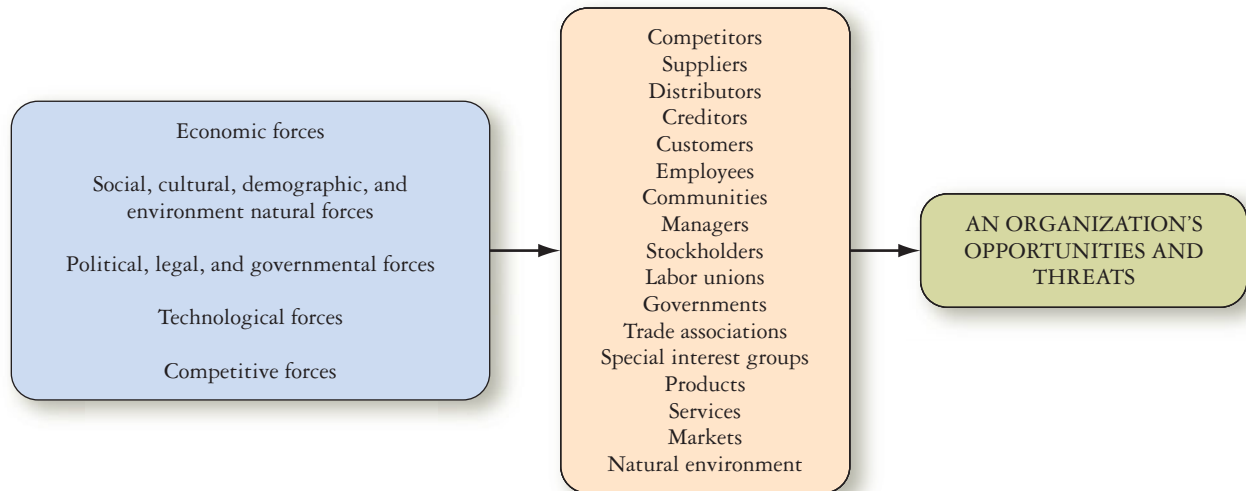 Economic forces
Social, cultural, demographic, and
environment natural forces
Political, legal, and governmental forces
Technological forces
Competitive forces
Competitors
Suppliers
Distributors
Creditors
Customers
Employees
Communities
Managers
Stockholders
Labor unions
Governments
Trade associations
Special interest groups
Products
Services
Markets
Natural environment
AN ORGANIZATION’S
OPPORTUNITIES AND
THREATS